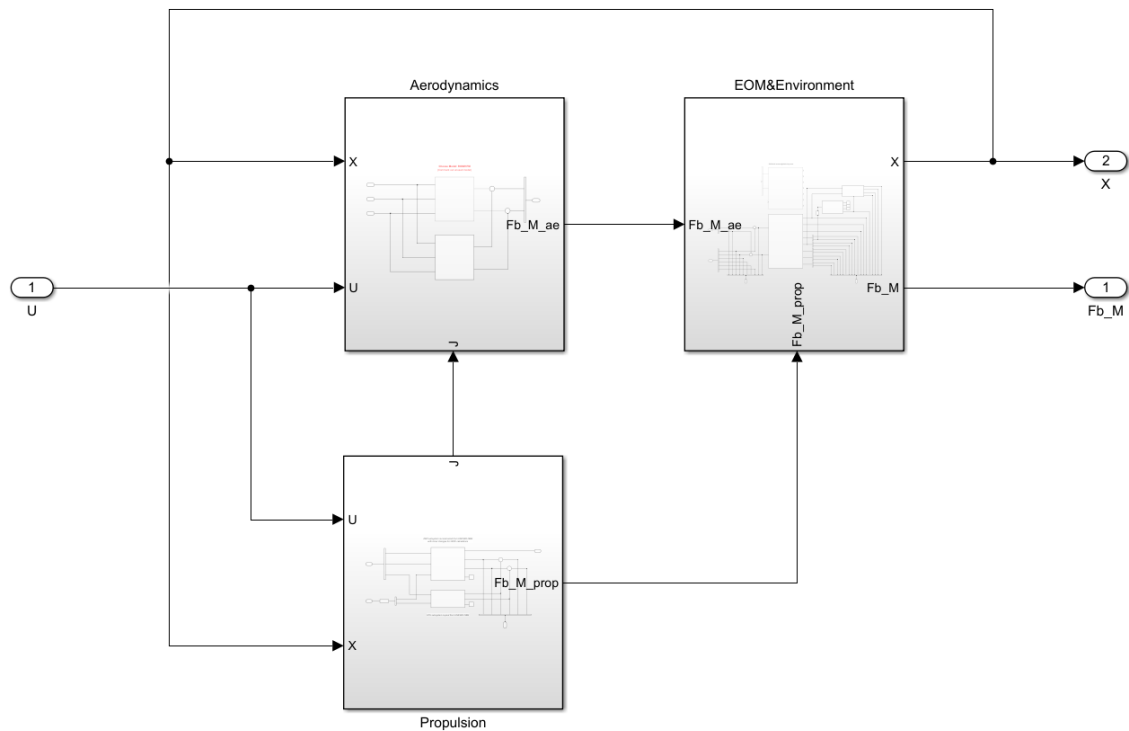 Aerodynamics
EOM&Environment
X
X
2
X
Fb_M_ae
Fb_M_ae
1
U
U
Fb_M_prop
Fb_M
1
Fb_M
J
J
U
Fb_M_prop
X
Propulsion